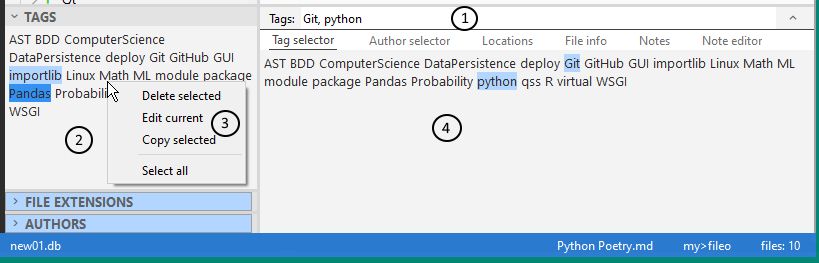 TAGS
AST BDD ComputerScience
DataPersistence deploy Git GitHub GUI
importlib Linux Math ML module package
Pandas
WSGI
2
Delete selected
Edit current
Copy selected
Select all
3
FILE EXTENSIONS
AUTHORS
Tags: Git, python
1
Tag selector Author selector Locations File info Notes Note editor
AST BDD ComputerScience DataPersistence deploy Git GitHub GUI importlib Linux Math ML
module package Pandas Probability python qss R virtual WSGI
4
new01.db Python Poetry.md my>fileo files: 10